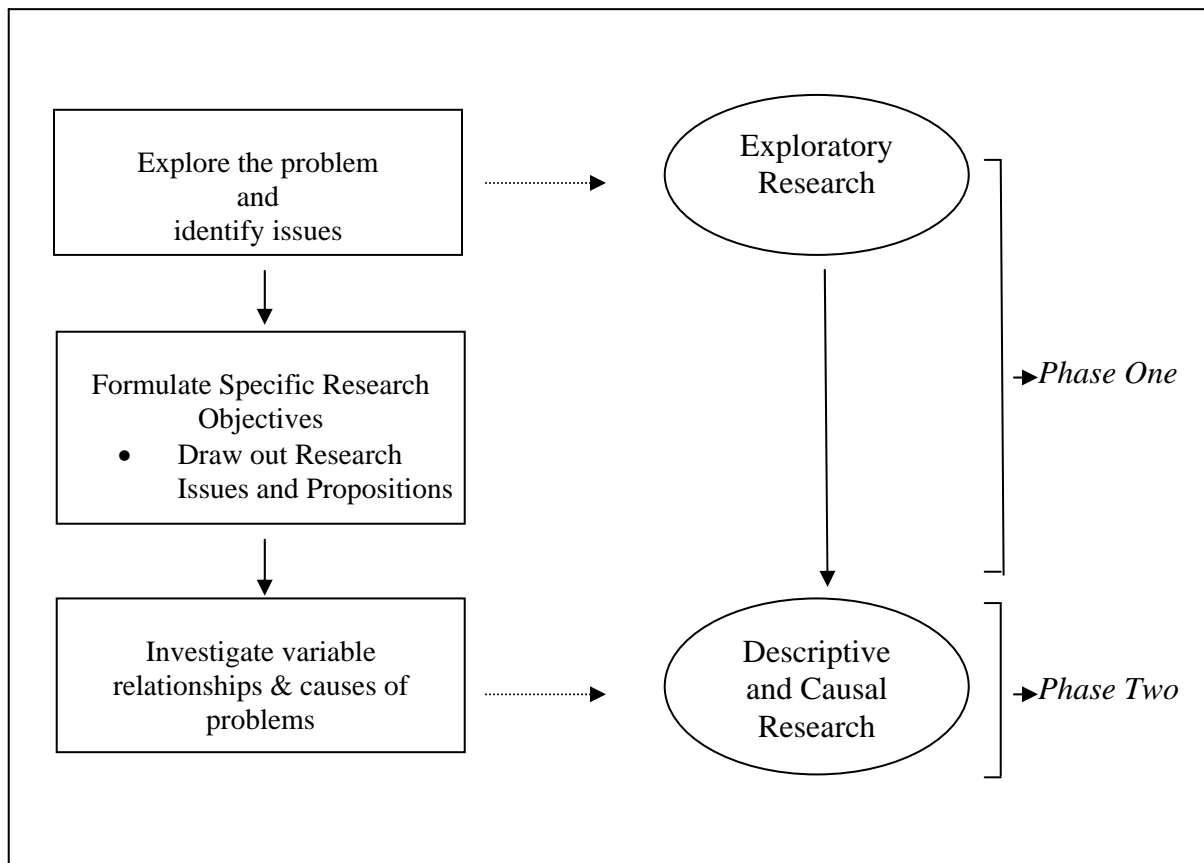 Explore the problem
and
identify issues
Exploratory
Research
Formulate Specific Research
Objectives
• Draw out Research
Issues and Propositions
Phase One
Investigate variable
relationships & causes of
problems
Descriptive
and Causal
Research
Phase Two